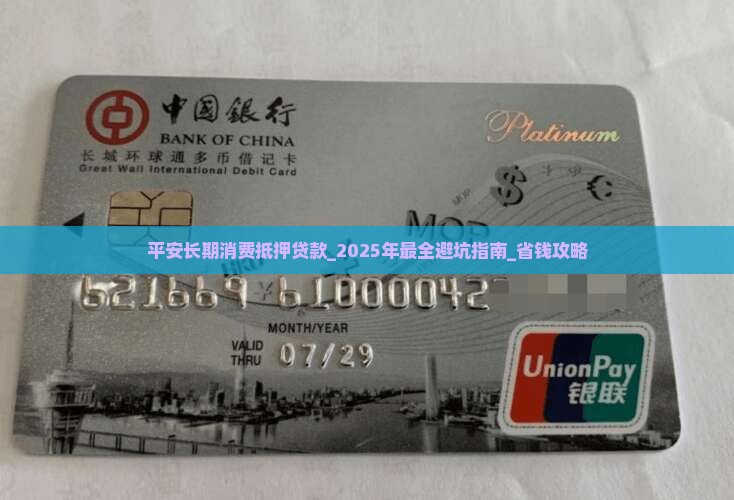 中国银行
Platinum
BANK OF CHINA
长城环球通多币借记卡
Great Wall International Debit Card
MOP
$
€
MOP
平安长期消费抵押贷款_2025年最全避坑指南_省钱攻略
621669 61000042
MONTH/YEAR
VALID THRU 07/29
UnionPay
银联